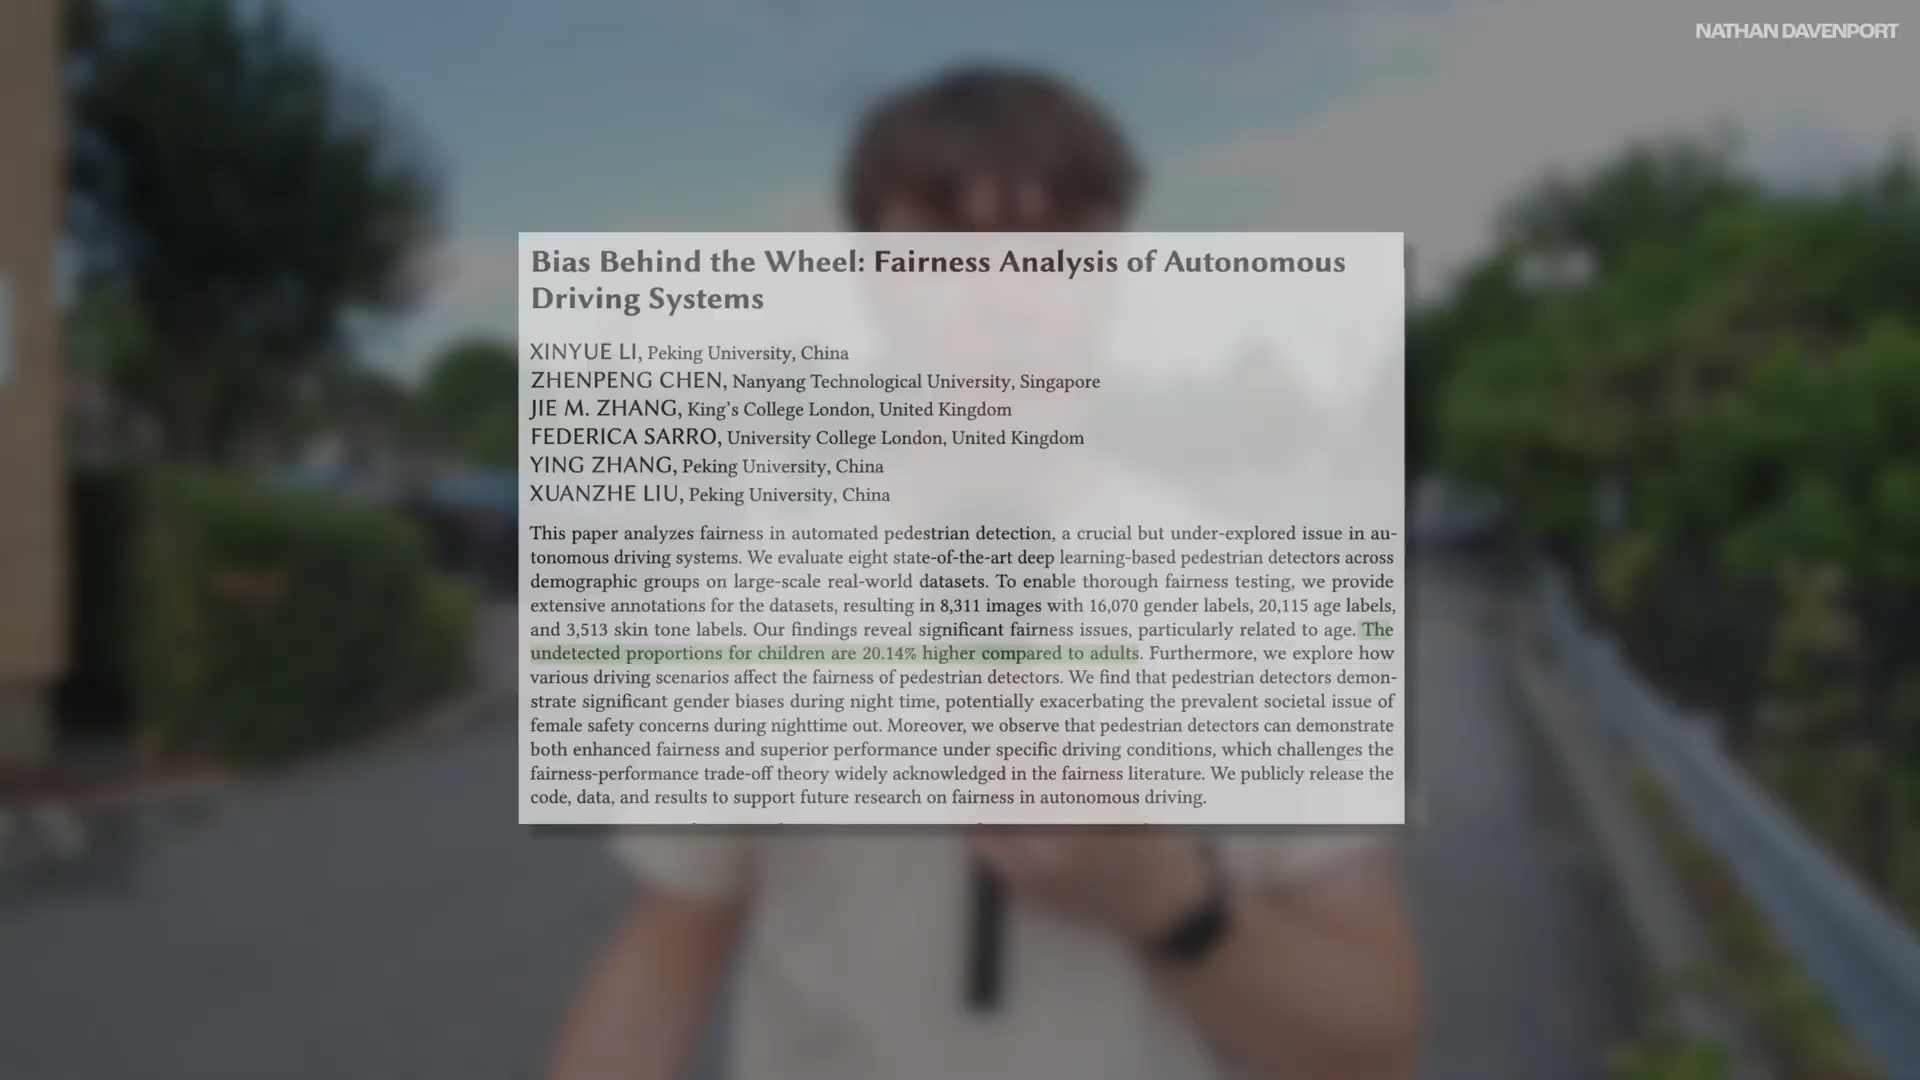 NATHAN DAVENPORT
Bias Behind the Wheel: Fairness Analysis of Autonomous
Driving Systems
XINYUE LI, Peking University, China
ZHENPENG CHEN, Nanyang Technological University, Singapore
JIE M. ZHANG, King's College London, United Kingdom
FEDERICA SARRO, University College London, United Kingdom
YING ZHANG, Peking University, China
XUANZHE LIU, Peking University, China
This paper analyzes fairness in automated pedestrian detection, a crucial but under-explored issue in au-
tonomous driving systems. We evaluate eight state-of-the-art deep learning-based pedestrian detectors across
demographic groups on large-scale real-world datasets. To enable thorough fairness testing, we provide
extensive annotations for the datasets, resulting in 8,311 images with 16,070 gender labels, 20,115 age labels,
and 3,513 skin tone labels. Our findings reveal significant fairness issues, particularly related to age. The
undetected proportions for children are 20.14% higher compared to adults. Furthermore, we explore how
various driving scenarios affect the fairness of pedestrian detectors. We find that pedestrian detectors demon-
strate significant gender biases during night time, potentially exacerbating the prevalent societal issue of
female safety concerns during nighttime out. Moreover, we observe that pedestrian detectors can demonstrate
both enhanced fairness and superior performance under specific driving conditions, which challenges the
fairness-performance trade-off theory widely acknowledged in the fairness literature. We publicly release the
code, data, and results to support future research on fairness in autonomous driving.